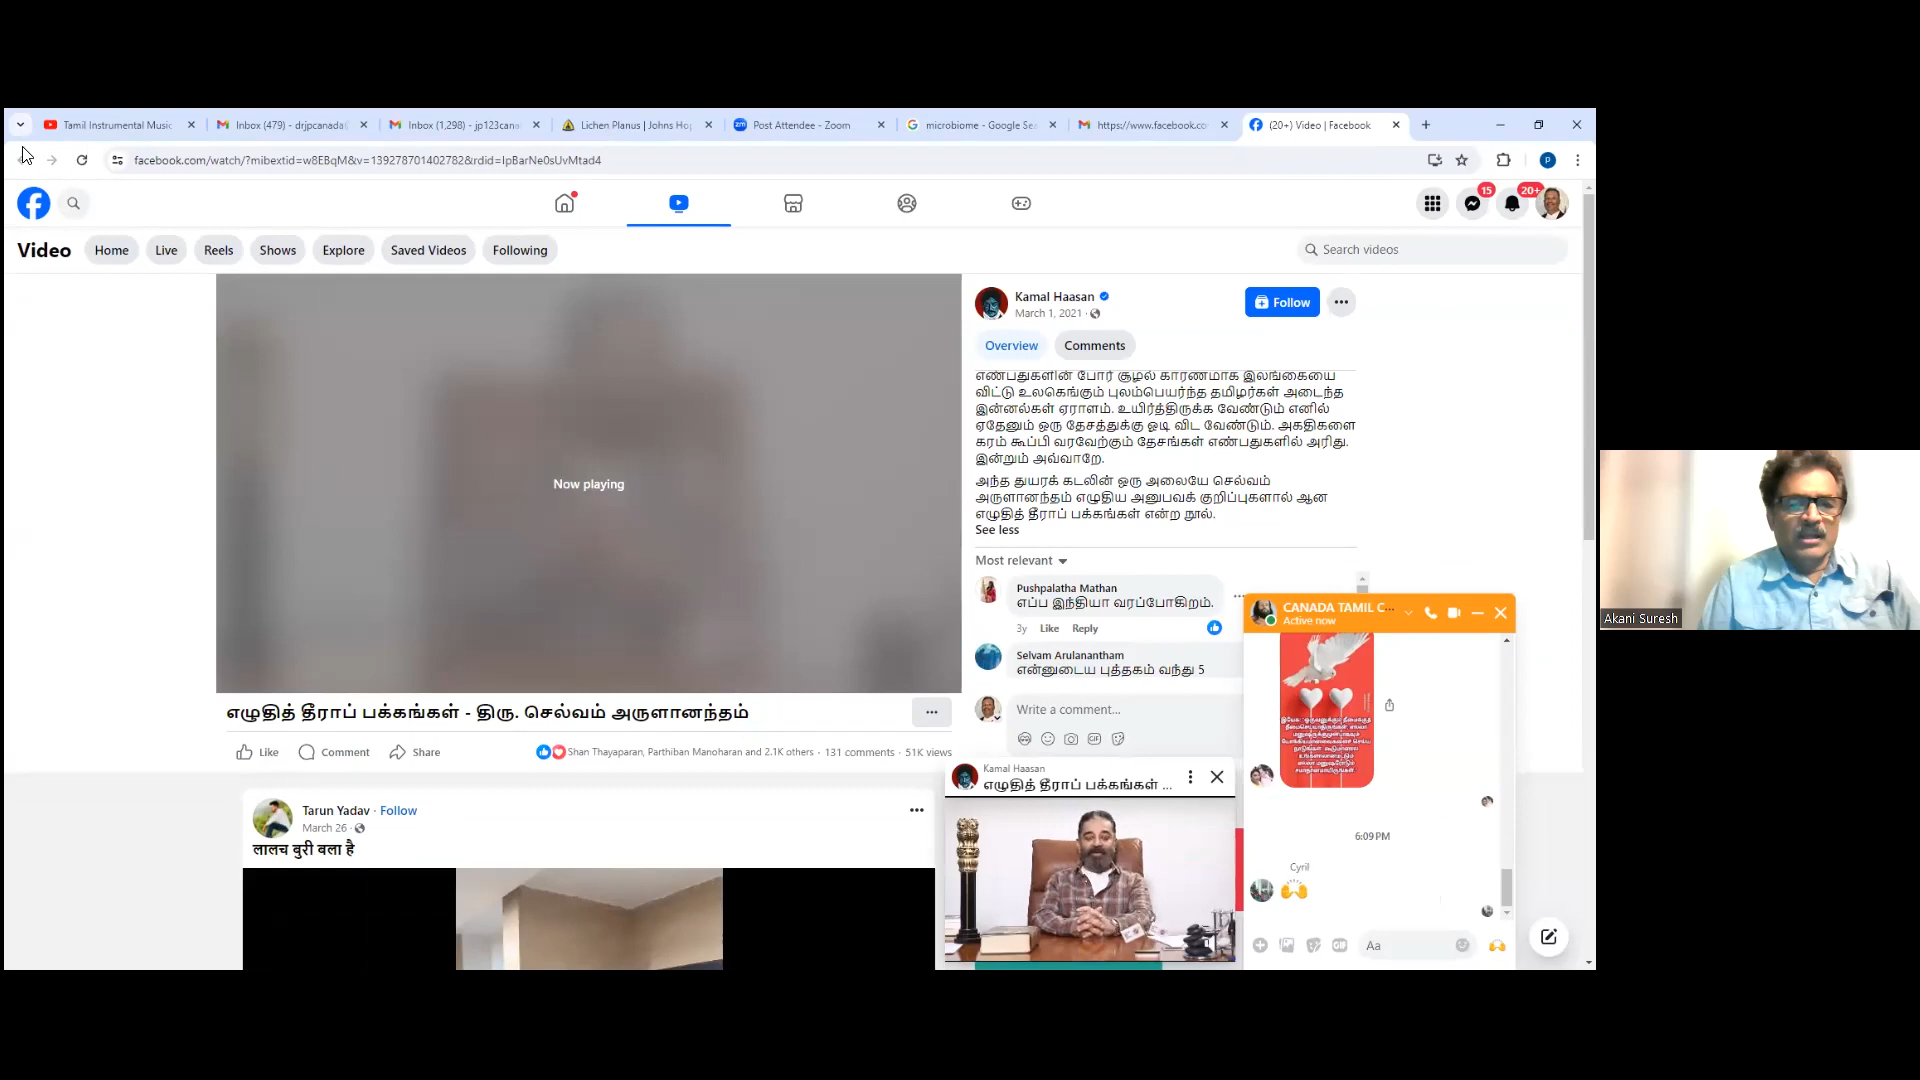 Tamil Instrumental Music
Inbox (479) - drjpcanada
Inbox (1,298) - jp123can
Lichen Planus | Johns Ho
Post Attendee - Zoom
microbiome - Google Se
https://www.facebook.co
(20+) Video | Facebook
facebook.com/watch/?mibextid=w8EBqM&v=139278701402782&rdid=IpBarNe0sUvMtad4
P
15
20+
Video
Home
Live
Reels
Shows
Explore
Saved Videos
Following
Search videos
Now playing
எழுதித் தீராப் பக்கங்கள் - திரு. செல்வம் அருளானந்தம்
Like
Comment
Share
Shan Thayaparan, Parthiban Manoharan and 2.1K others · 131 comments · 51K views
Kamal Haasan
March 1, 2021 ·
Follow
Overview
Comments
எண்பதுகளின் போர் சூழல் காரணமாக இலங்கையை
விட்டு உலகெங்கும் புலம்பெயர்ந்த தமிழர்கள் அடைந்த
இன்னல்கள் ஏராளம். உயிர்த்திருக்க வேண்டும் எனில்
ஏதேனும் ஒரு தேசத்துக்கு ஓடி விட வேண்டும். அகதிகளை
கரம் கூப்பி வரவேற்கும் தேசங்கள் எண்பதுகளில் அரிது.
இன்றும் அவ்வாறே.
அந்த துயரக் கடலின் ஒரு அலையே செல்வம்
அருளானந்தம் எழுதிய அனுபவக் குறிப்புகளால் ஆன
எழுதித் தீராப் பக்கங்கள் என்ற நூல்.
See less
Most relevant
Pushpalatha Mathan
எப்ப இந்தியா வரப்போகிறம்.
3y Like Reply
Selvam Arulanantham
என்னுடைய புத்தகம் வந்து 5
Write a comment...
GIF
Tarun Yadav · Follow
March 26 ·
लालच बुरी बला है
Kamal Haasan
எழுதித் தீராப் பக்கங்கள் ...
CANADA TAMIL C...
Active now
6:09 PM
Cyril
GIF
Aa
Akani Suresh